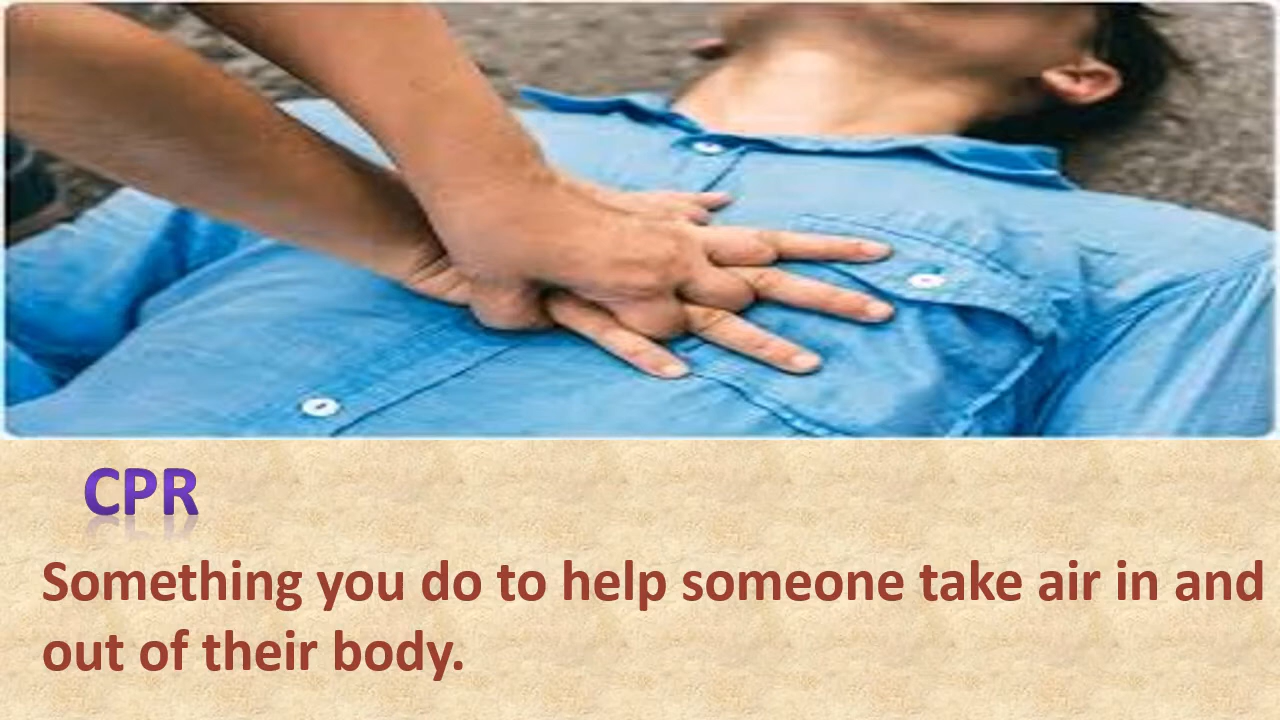 CPR
Something you do to help someone take air in and
out of their body.